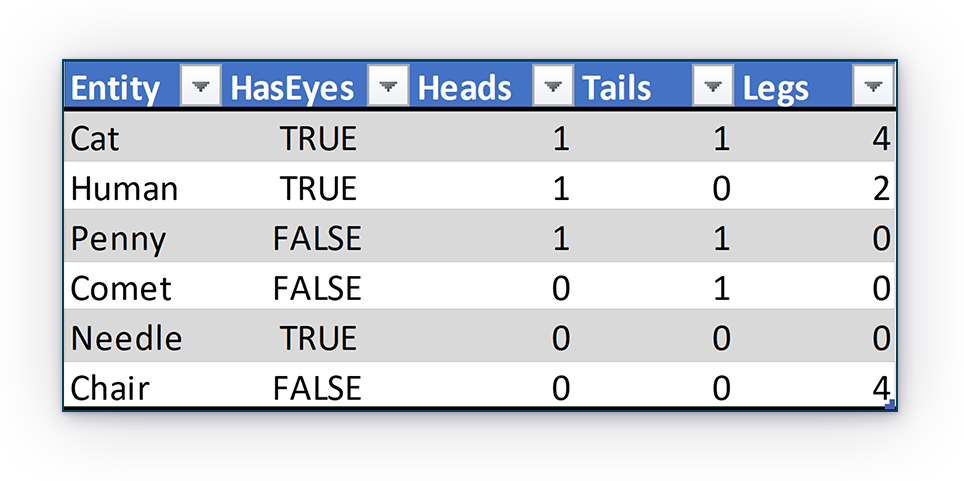 Entity HasEyes Heads Tails Legs
Cat TRUE 1 1 4
Human TRUE 1 0 2
Penny FALSE 1 1 0
Comet FALSE 0 1 0
Needle TRUE 0 0 0
Chair FALSE 0 0 4